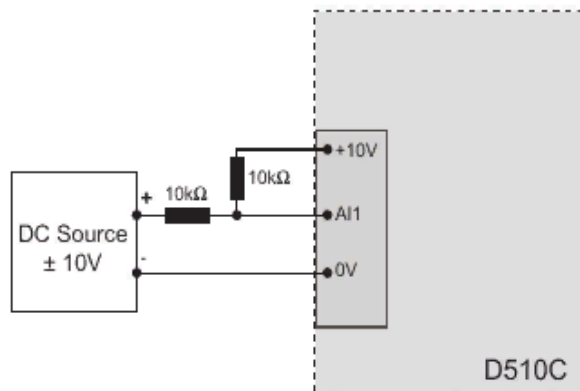 +10V
+
10kΩ
10kΩ
AI1
DC Source
± 10V
-
0V
D510C